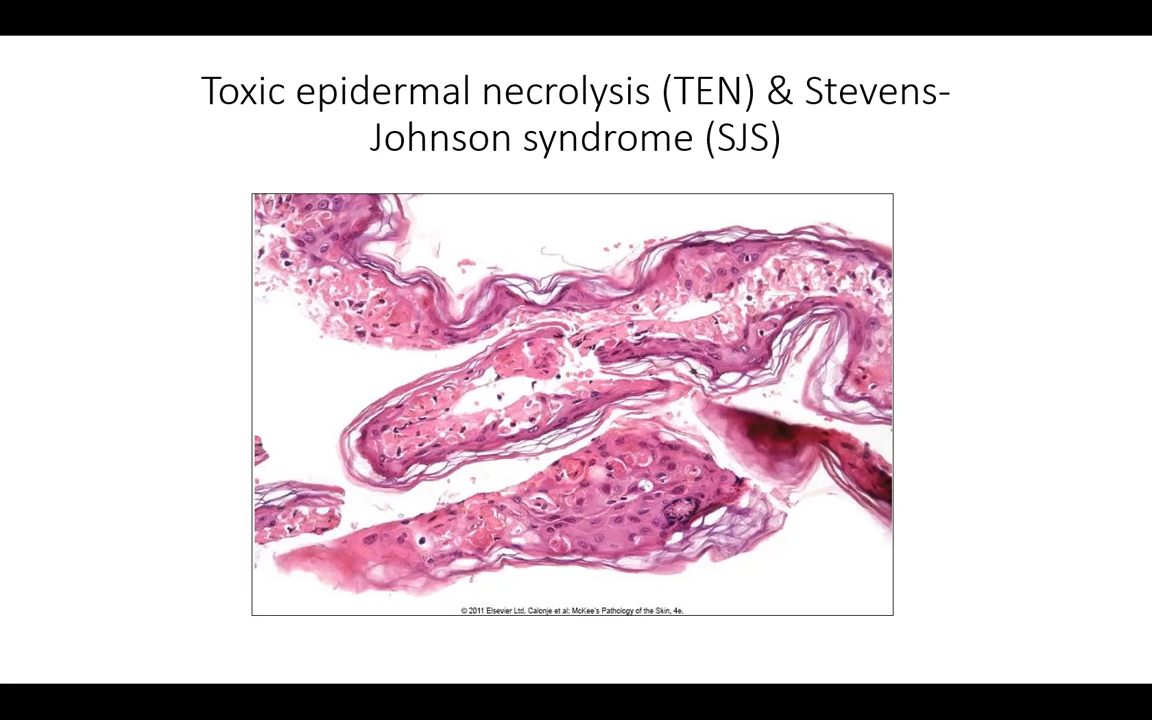 Toxic epidermal necrolysis (TEN) & Stevens-
Johnson syndrome (SJS)
© 2011 Elsevier Ltd. Calonje et al: McKee's Pathology of the Skin, 4e.